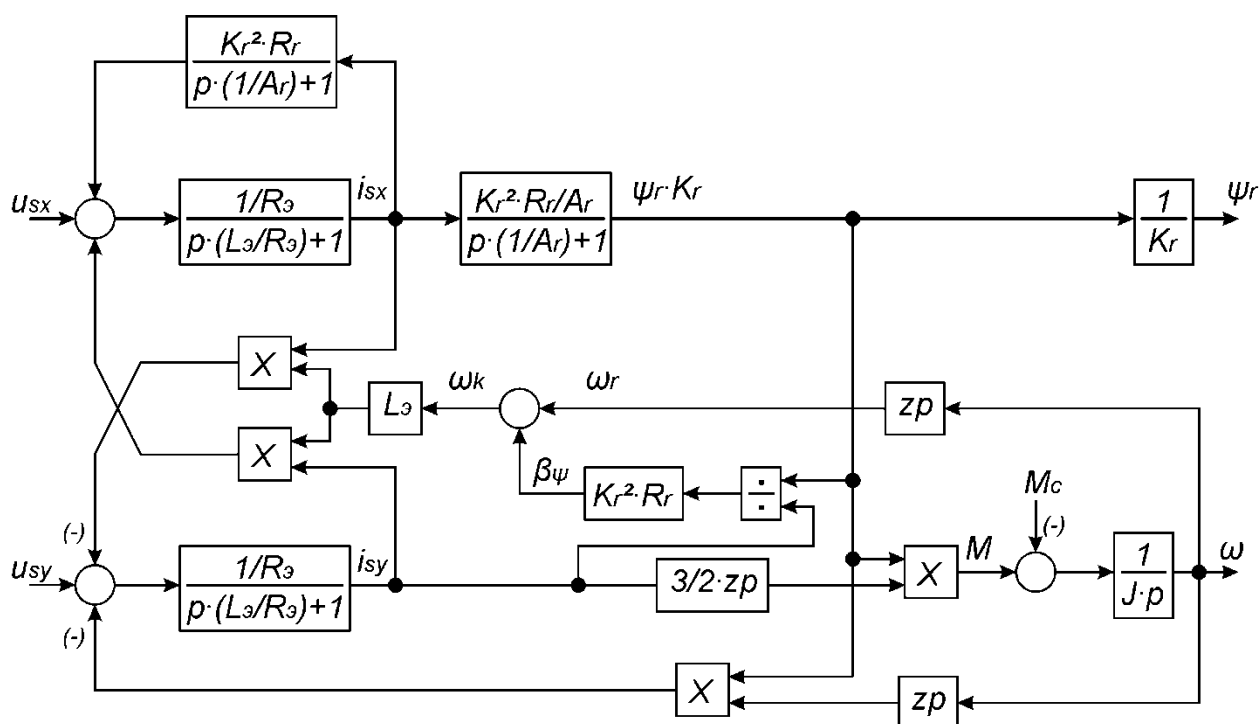 Kr²·Rr
p·(1/Ar)+1
usx
1/Rэ
p·(Lэ/Rэ)+1
isx
Kr²·Rr/Ar
p·(1/Ar)+1
ψr·Kr
1
Kr
ψr
X
X
Lэ
ωk
ωr
zp
βψ
Kr²·Rr
÷
Mc
(-)
(-)
usy
1/Rэ
p·(Lэ/Rэ)+1
isy
3/2·zp
X
M
1
J·p
ω
(-)
X
zp